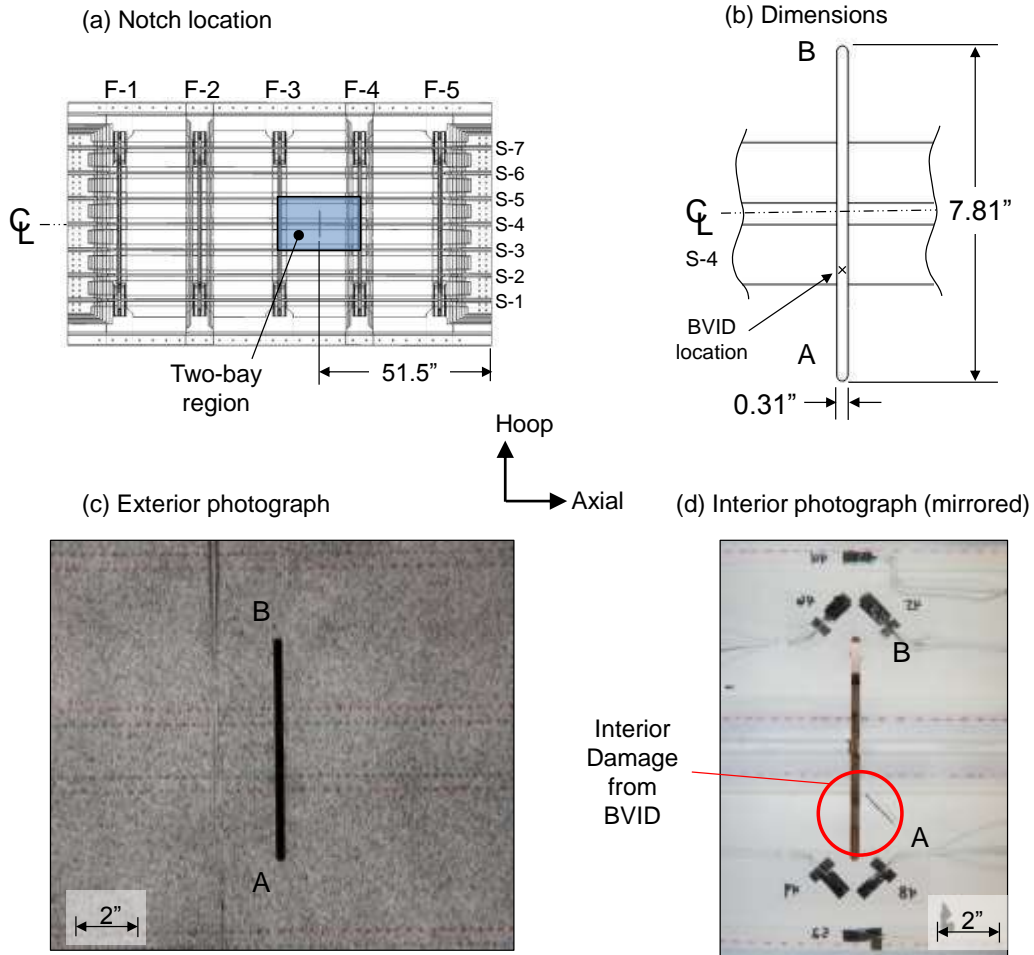 (a) Notch location
F-1 F-2 F-3 F-4 F-5
S-7
S-6
S-5
S-4
S-3
S-2
S-1
℄
Two-bay
region
51.5”
(b) Dimensions
B
℄
7.81”
S-4
BVID
location
A
0.31”
Hoop
Axial
(c) Exterior photograph
B
A
2”
(d) Interior photograph (mirrored)
B
Interior
Damage
from
BVID
A
2”